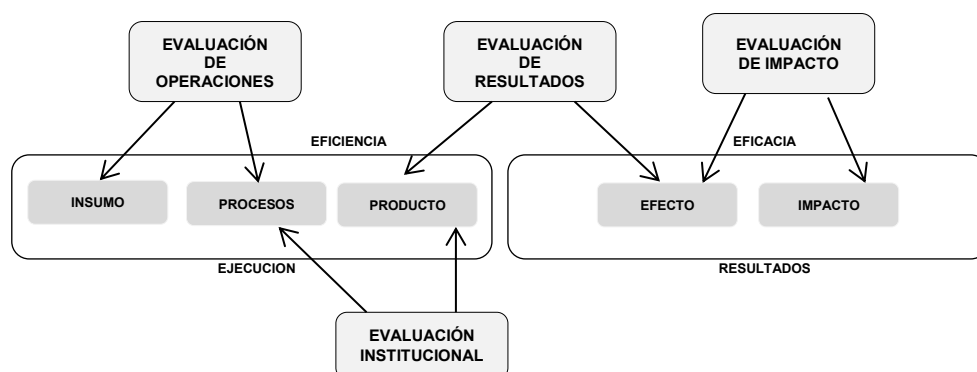 EVALUACIÓN
DE
OPERACIONES
EVALUACIÓN
DE
RESULTADOS
EVALUACIÓN
DE IMPACTO
EFICIENCIA
EFICACIA
INSUMO
PROCESOS
PRODUCTO
EFECTO
IMPACTO
EJECUCION
RESULTADOS
EVALUACIÓN
INSTITUCIONAL